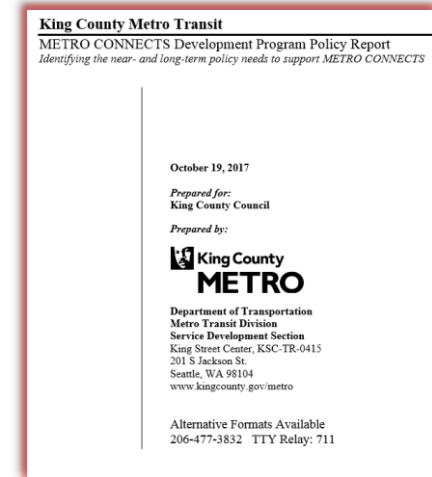 King County Metro Transit
METRO CONNECTS Development Program Policy Report
Identifying the near- and long-term policy needs to support METRO CONNECTS
October 19, 2017
Prepared for:
King County Council
Prepared by:
King County
METRO
Department of Transportation
Metro Transit Division
Service Development Section
King Street Center, KSC-TR-0415
201 S Jackson St.
Seattle, WA 98104
www.kingcounty.gov/metro
Alternative Formats Available
206-477-3832 TTY Relay: 711